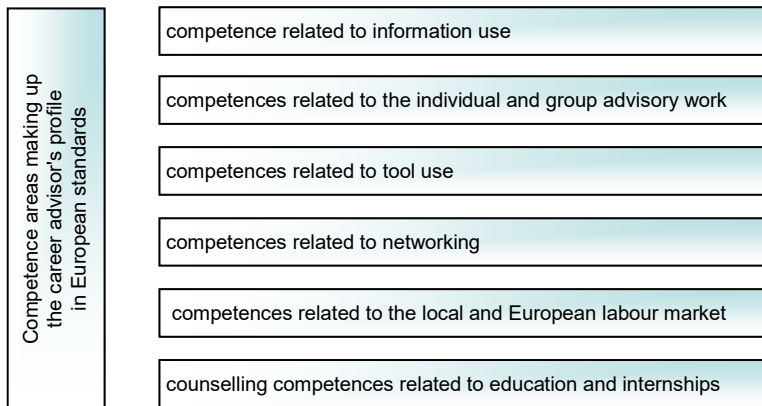 Competence areas making up
the career advisor's profile
in European standards
competence related to information use
competences related to the individual and group advisory work
competences related to tool use
competences related to networking
competences related to the local and European labour market
counselling competences related to education and internships